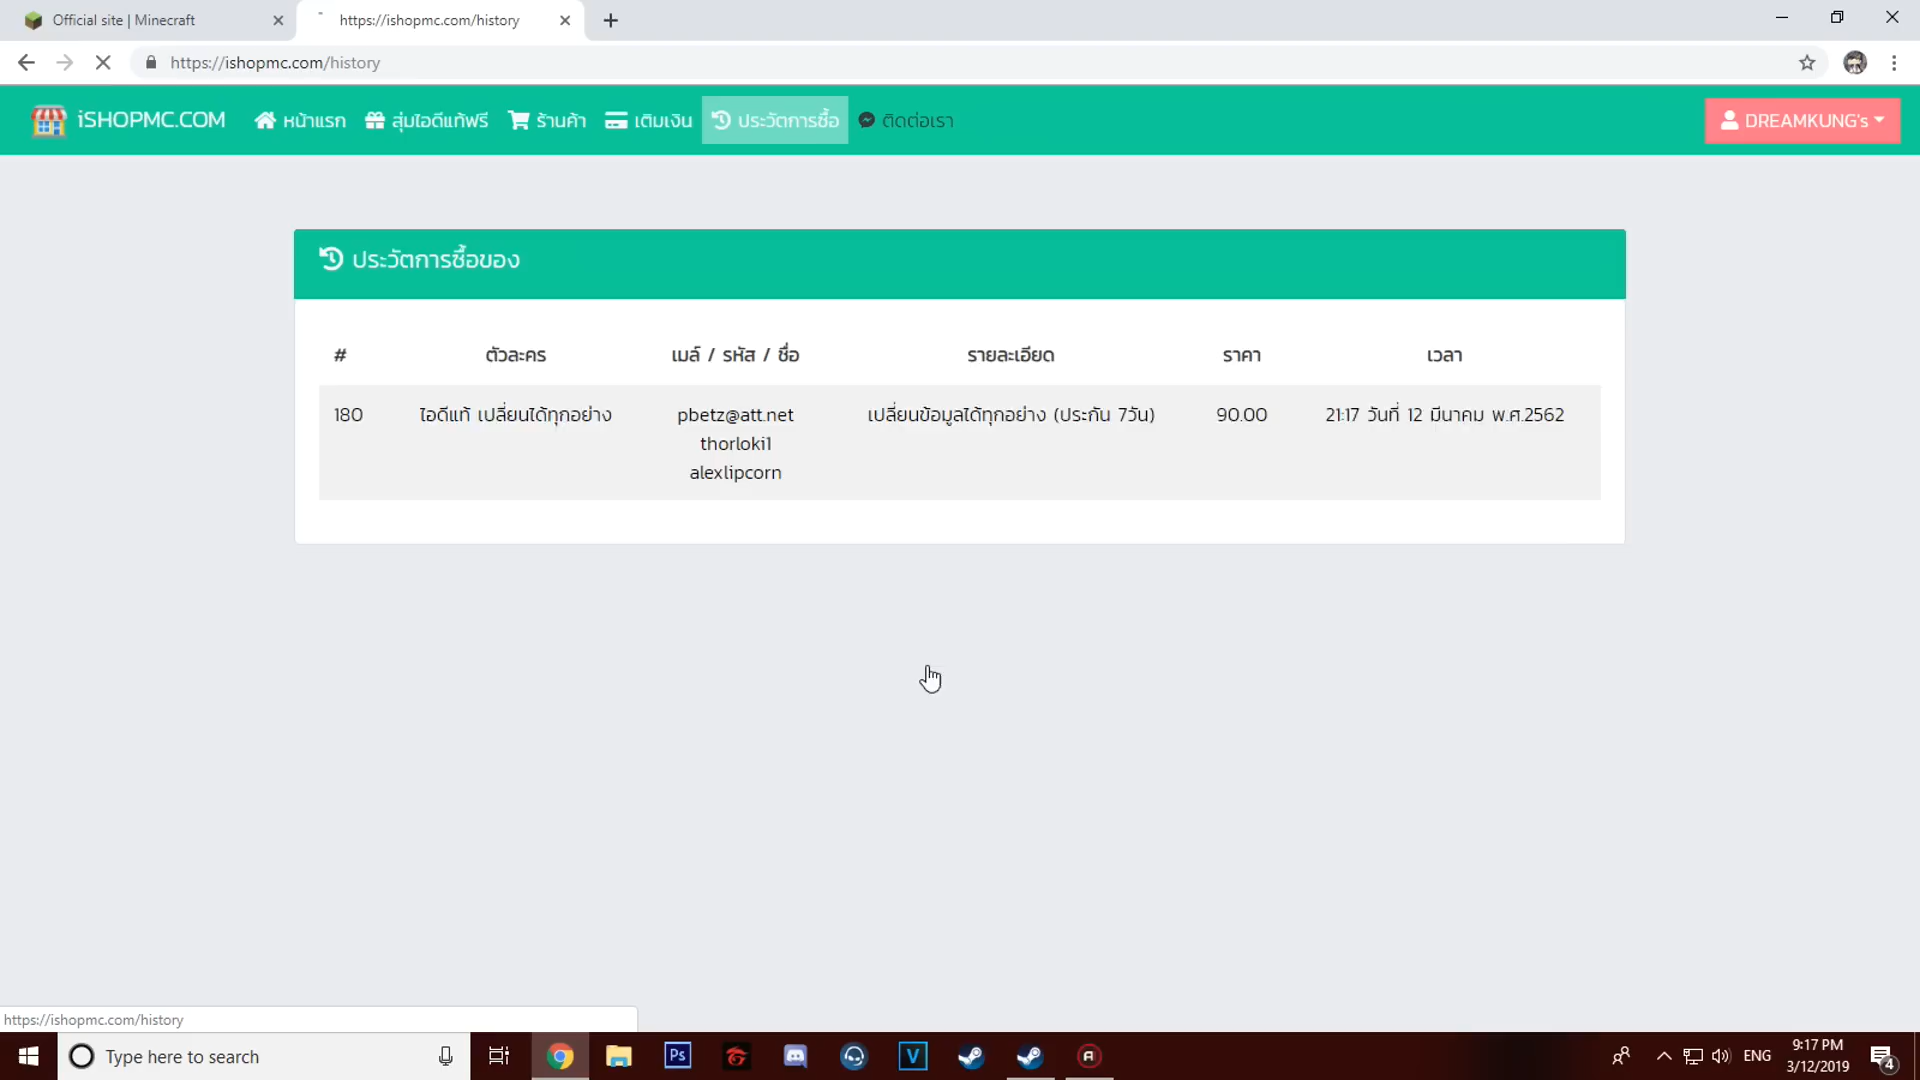 Official site | Minecraft
https://ishopmc.com/history
https://ishopmc.com/history
iSHOPMC.COM
หน้าแรก
สุ่มไอดีแท้ฟรี
ร้านค้า
เติมเงิน
ประวัตการซื้อ
ติดต่อเรา
DREAMKUNG's
ประวัตการซื้อของ
# ตัวละคร เมล์ / รหัส / ชื่อ รายละเอียด ราคา เวลา
180 ไอดีแท้ เปลี่ยนได้ทุกอย่าง pbetz@att.net เปลี่ยนข้อมูลได้ทุกอย่าง (ประกัน 7วัน) 90.00 21:17 วันที่ 12 มีนาคม พ.ศ.2562
thorloki1
alexlipcorn
https://ishopmc.com/history
Type here to search
Ps
V
ENG
9:17 PM
3/12/2019
4